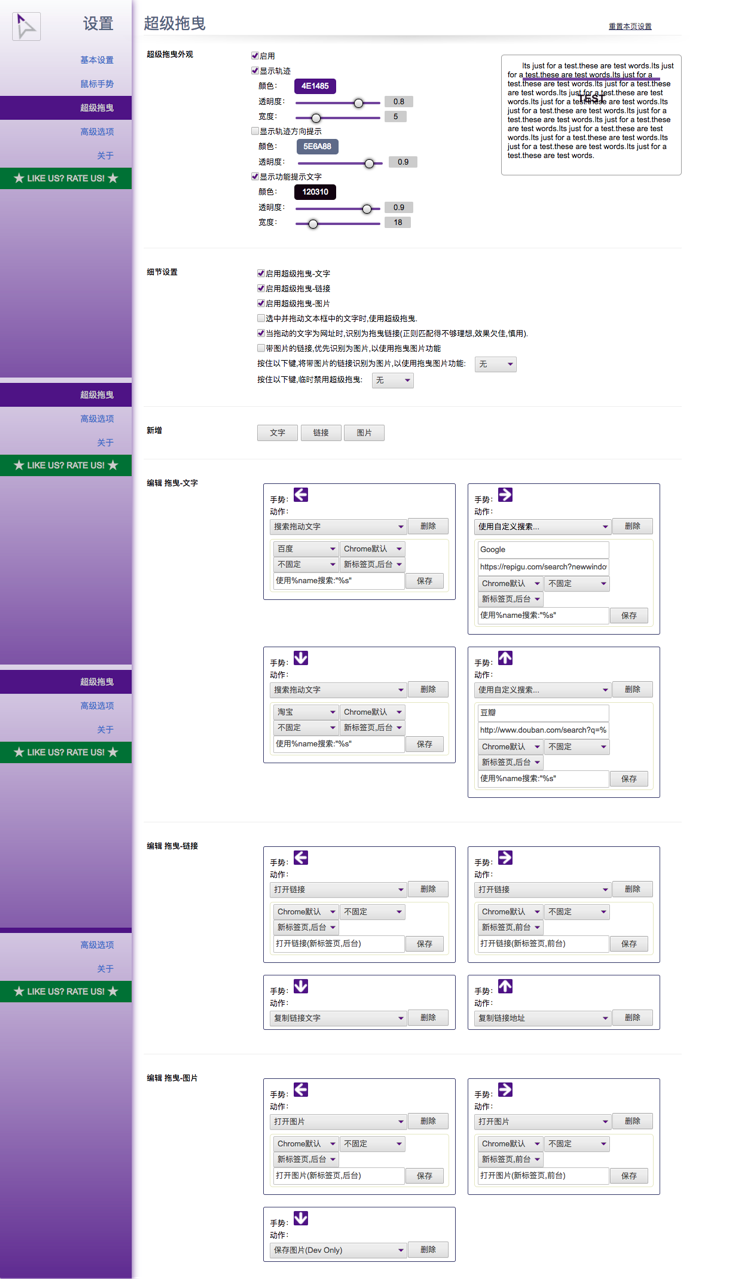 设置
基本设置
鼠标手势
超级拖曳
高级选项
关于
★ LIKE US? RATE US! ★
超级拖曳
高级选项
关于
★ LIKE US? RATE US! ★
超级拖曳
高级选项
关于
★ LIKE US? RATE US! ★
高级选项
关于
★ LIKE US? RATE US! ★
超级拖曳
重置本页设置
超级拖曳外观
启用
显示轨迹
颜色: 4E1485
透明度: 0.8
宽度: 5
显示轨迹方向提示
颜色: 5E6A88
透明度: 0.9
显示功能提示文字
颜色: 120310
透明度: 0.9
宽度: 18
Its just for a test.these are test words.Its just
for a test.these are test words.Its just for a
test.these are test words.Its just for a test.these are test
words.Its just for a test.these are test words.Its
just for a test.these are test words.Its just for a
test.these are test words.Its just for a test.these are
test words.Its just for a test.these are test
words.Its just for a test.these are test words.Its just for a
test.these are test words.
TEST
细节设置
启用超级拖曳-文字
启用超级拖曳-链接
启用超级拖曳-图片
选中并拖动文本框中的文字时,使用超级拖曳.
当拖动的文字为网址时,识别为拖曳链接(正则匹配得不够理想,效果欠佳,慎用).
带图片的链接,优先识别为图片,以使用拖曳图片功能
按住以下键,将带图片的链接识别为图片,以使用拖曳图片功能: 无
按住以下键,临时禁用超级拖曳: 无
新增
文字 链接 图片
编辑 拖曳-文字
手势:
动作:
搜索拖动文字 删除
百度 Chrome默认
不固定 新标签页,后台
使用%name搜索:"%s" 保存
手势:
动作:
使用自定义搜索... 删除
Google
https://repigu.com/search?newwindo
Chrome默认 不固定
新标签页,后台
使用%name搜索:"%s" 保存
手势:
动作:
搜索拖动文字 删除
淘宝 Chrome默认
不固定 新标签页,后台
使用%name搜索:"%s" 保存
手势:
动作:
使用自定义搜索... 删除
豆瓣
http://www.douban.com/search?q=%
Chrome默认 不固定
新标签页,后台
使用%name搜索:"%s" 保存
编辑 拖曳-链接
手势:
动作:
打开链接 删除
Chrome默认 不固定
新标签页,后台
打开链接(新标签页,后台) 保存
手势:
动作:
打开链接 删除
Chrome默认 不固定
新标签页,前台
打开链接(新标签页,前台) 保存
手势:
动作:
复制链接文字 删除
手势:
动作:
复制链接地址 删除
编辑 拖曳-图片
手势:
动作:
打开图片 删除
Chrome默认 不固定
新标签页,后台
打开图片(新标签页,后台) 保存
手势:
动作:
打开图片 删除
Chrome默认 不固定
新标签页,前台
打开图片(新标签页,前台) 保存
手势:
动作:
保存图片(Dev Only) 删除